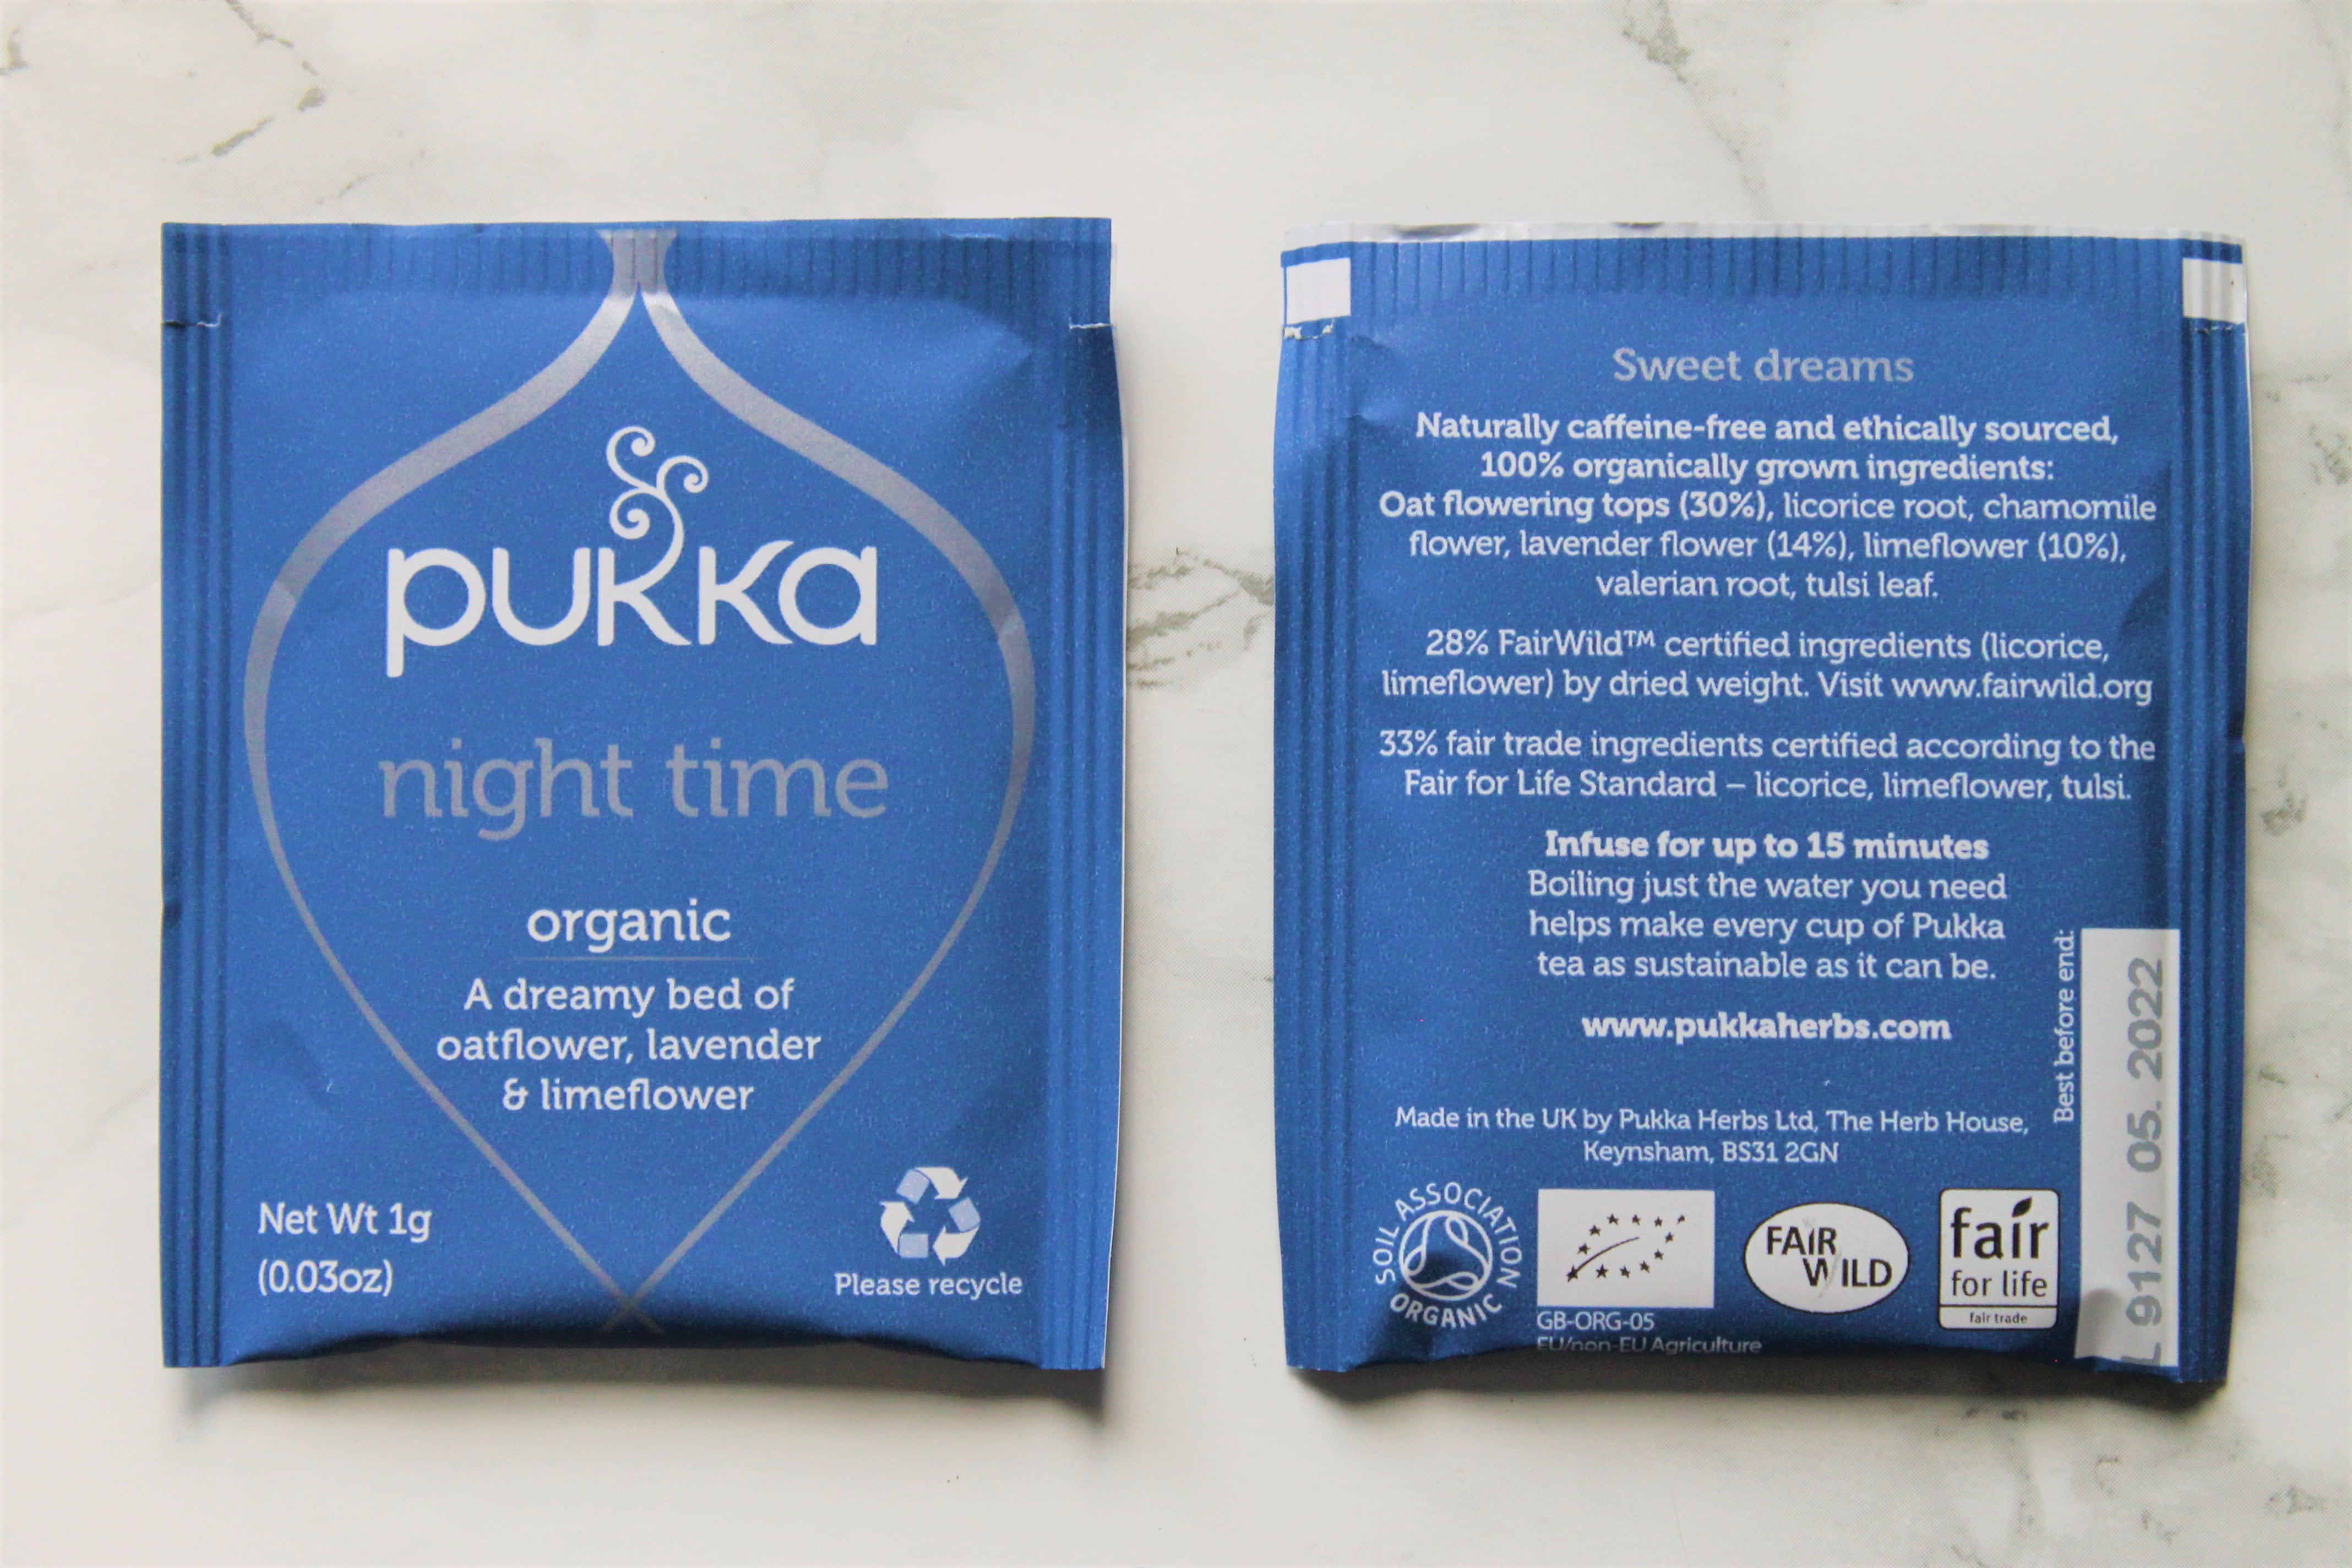 pukka
night time
organic
A dreamy bed of
oatflower, lavender
& limeflower
Net Wt 1g
(0.03oz)
Please recycle
Sweet dreams
Naturally caffeine-free and ethically sourced,
100% organically grown ingredients:
Oat flowering tops (30%), licorice root, chamomile
flower, lavender flower (14%), limeflower (10%),
valerian root, tulsi leaf.
28% FairWild™ certified ingredients (licorice,
limeflower) by dried weight. Visit www.fairwild.org
33% fair trade ingredients certified according to the
Fair for Life Standard – licorice, limeflower, tulsi.
Infuse for up to 15 minutes
Boiling just the water you need
helps make every cup of Pukka
tea as sustainable as it can be.
www.pukkaherbs.com
Made in the UK by Pukka Herbs Ltd, The Herb House,
Keynsham, BS31 2GN
SOIL ASSOCIATION
ORGANIC
GB-ORG-05
EU/non-EU Agriculture
FAIR
WILD
fair
for life
fair trade
Best before end:
L 9127 05. 2022